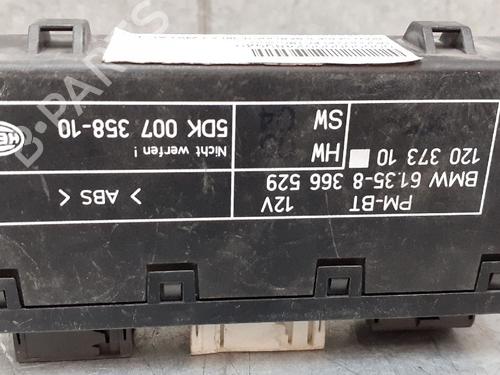 PM-BT 12V
BMW 61.35-8 366 529
120 373 10
HW
SW
> ABS <
Nicht werfen !
5DK 007 358-10
B-PARTS